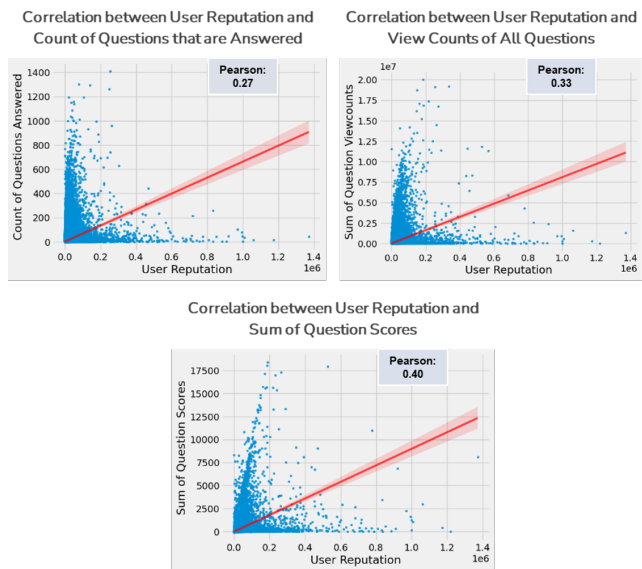 Correlation between User Reputation and
Count of Questions that are Answered
Pearson:
0.27
Count of Questions Answered
1400
1200
1000
800
600
400
200
0
0.0 0.2 0.4 0.6 0.8 1.0 1.2 1.4
1e6
User Reputation
Correlation between User Reputation and
View Counts of All Questions
1e7
Pearson:
0.33
Sum of Question Viewcounts
2.00
1.75
1.50
1.25
1.00
0.75
0.50
0.25
0.00
0.0 0.2 0.4 0.6 0.8 1.0 1.2 1.4
1e6
User Reputation
Correlation between User Reputation and
Sum of Question Scores
Pearson:
0.40
Sum of Question Scores
17500
15000
12500
10000
7500
5000
2500
0
0.0 0.2 0.4 0.6 0.8 1.0 1.2 1.4
1e6
User Reputation